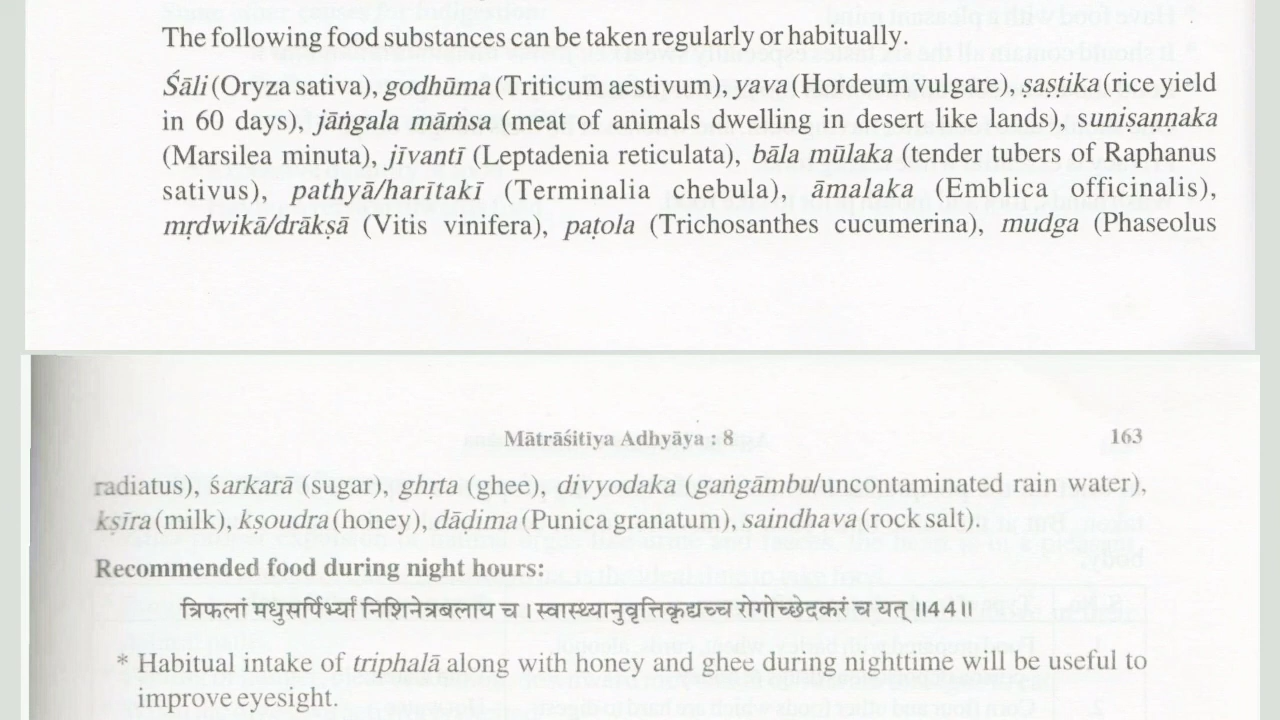 The following food substances can be taken regularly or habitually.
Śāli (Oryza sativa), godhūma (Triticum aestivum), yava (Hordeum vulgare), ṣaṣṭika (rice yield
in 60 days), jāṅgala māṁsa (meat of animals dwelling in desert like lands), sunisaṇṇaka
(Marsilea minuta), jīvantī (Leptadenia reticulata), bāla mūlaka (tender tubers of Raphanus
sativus), pathyā/harītakī (Terminalia chebula), āmalaka (Emblica officinalis),
mṛdwikā/drākṣā (Vitis vinifera), paṭola (Trichosanthes cucumerina), mudga (Phaseolus
Mātrāśitīya Adhyāya : 8 163
radiatus), śarkarā (sugar), ghṛta (ghee), divyodaka (gaṅgāmbu/uncontaminated rain water),
kṣīra (milk), ksoudra (honey), dāḍima (Punica granatum), saindhava (rock salt).
Recommended food during night hours:
त्रिफलां मधुसर्पिर्भ्यां निशिनेत्रबलाय च । स्वास्थ्यानुवृत्तिकृद्यच्च रोगोच्छेदकरं च यत् ॥44॥
* Habitual intake of triphalā along with honey and ghee during nighttime will be useful to
improve eyesight.